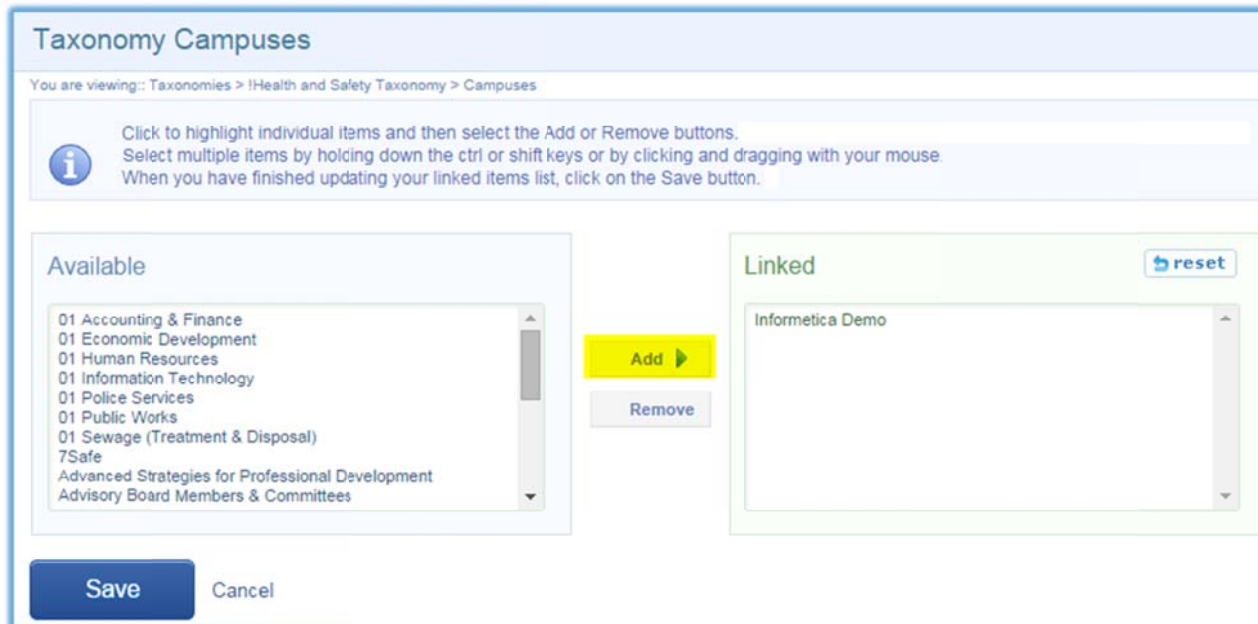 Taxonomy Campuses
You are viewing:: Taxonomies > !Health and Safety Taxonomy > Campuses
Click to highlight individual items and then select the Add or Remove buttons.
Select multiple items by holding down the ctrl or shift keys or by clicking and dragging with your mouse.
When you have finished updating your linked items list, click on the Save button.
Available
01 Accounting & Finance
01 Economic Development
01 Human Resources
01 Information Technology
01 Police Services
01 Public Works
01 Sewage (Treatment & Disposal)
7Safe
Advanced Strategies for Professional Development
Advisory Board Members & Committees
Add
Remove
Linked
reset
Informetica Demo
Save
Cancel